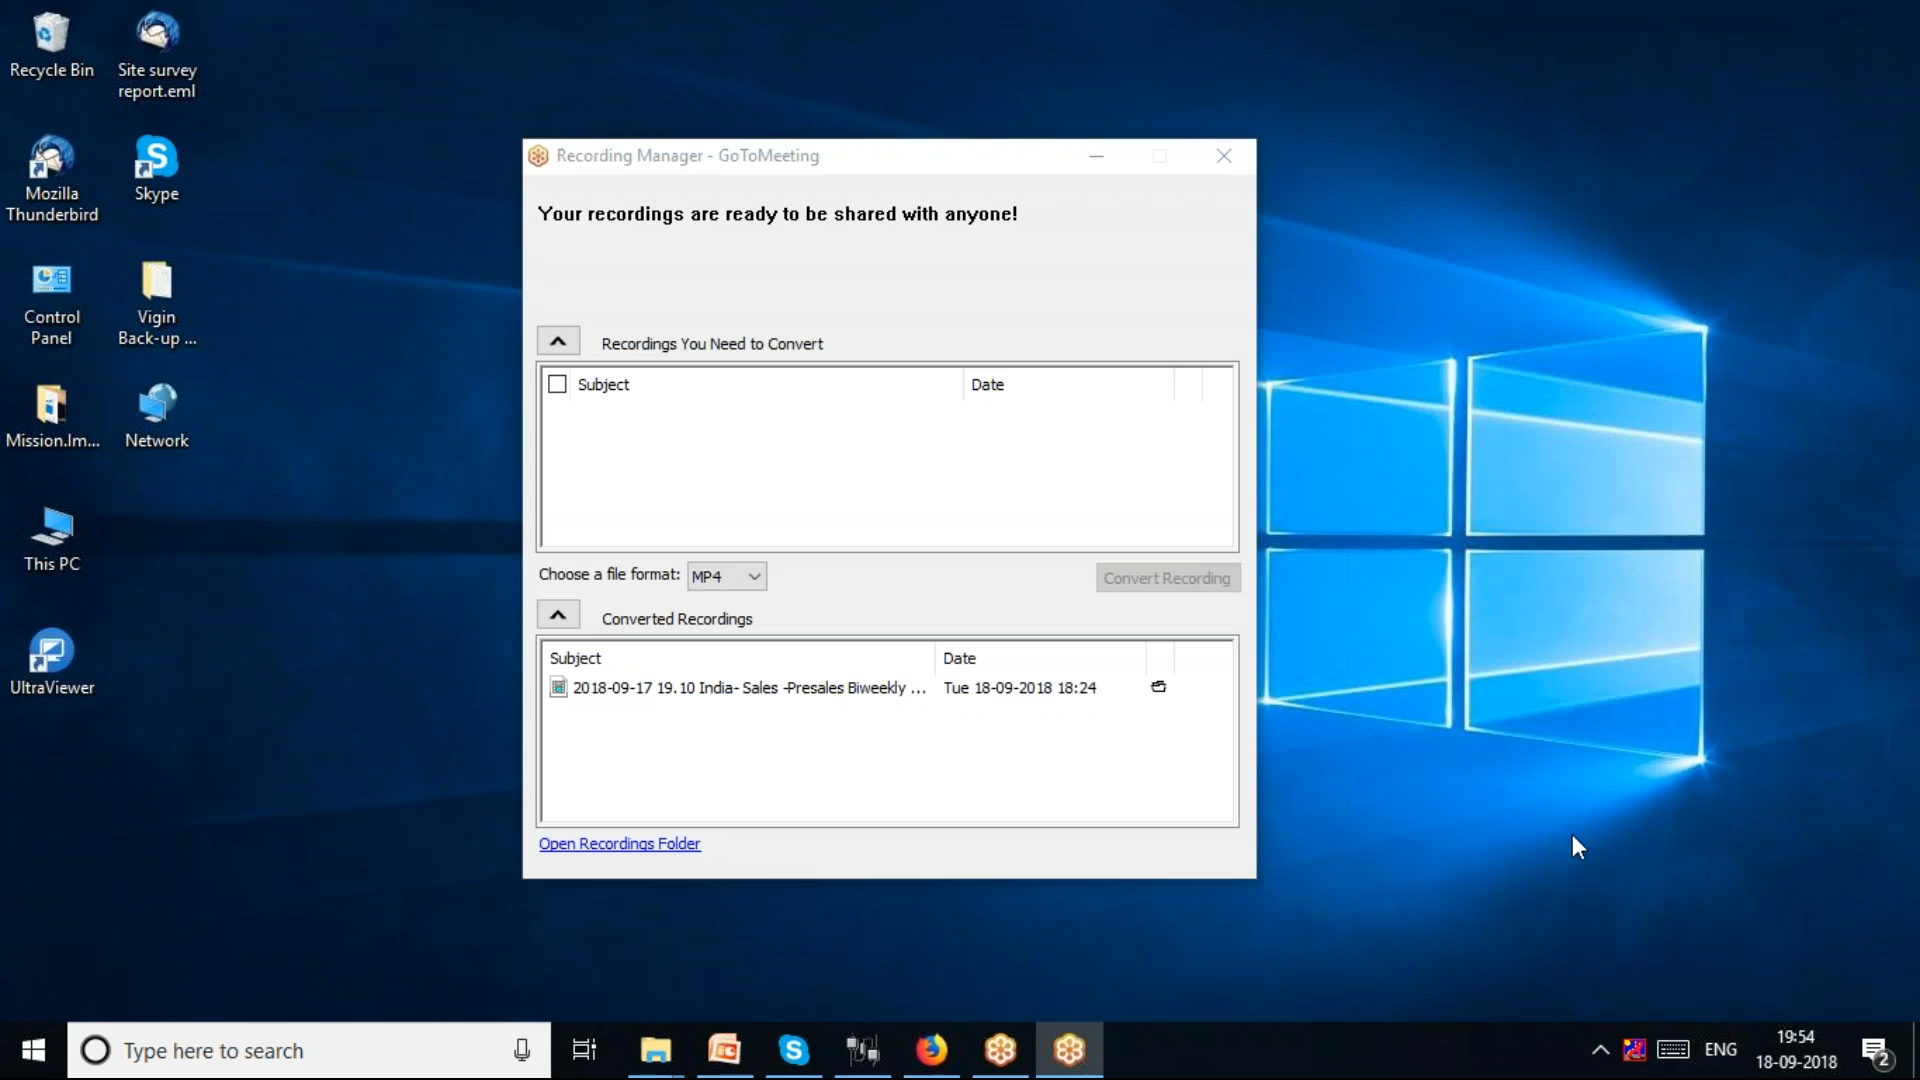 Recycle Bin
Site survey
report.eml
Mozilla
Thunderbird
Skype
Control
Panel
Vigin
Back-up ...
Mission.Im...
Network
This PC
UltraViewer
Recording Manager - GoToMeeting
Your recordings are ready to be shared with anyone!
Recordings You Need to Convert
Subject Date
Choose a file format: MP4 Convert Recording
Converted Recordings
Subject Date
2018-09-17 19.10 India- Sales -Presales Biweekly ... Tue 18-09-2018 18:24
Open Recordings Folder
Type here to search
ENG
19:54
18-09-2018
2